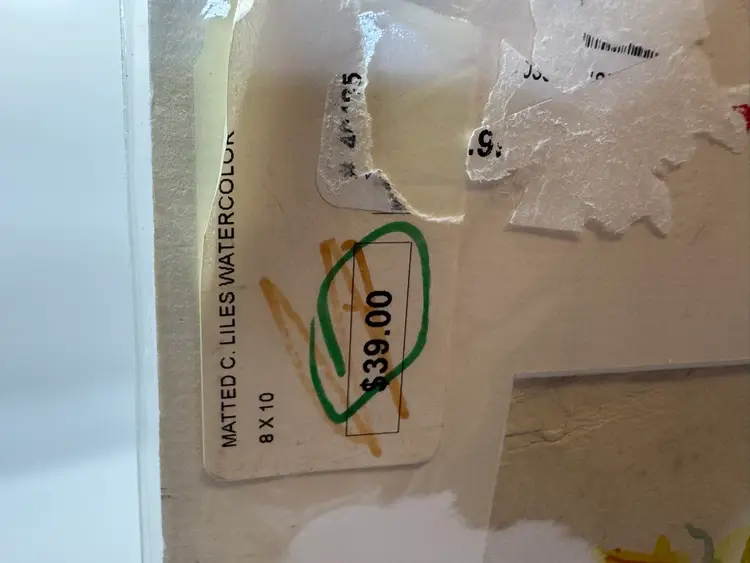 MATTED C. LILES WATERCOLOR
8 X 10
$39.00